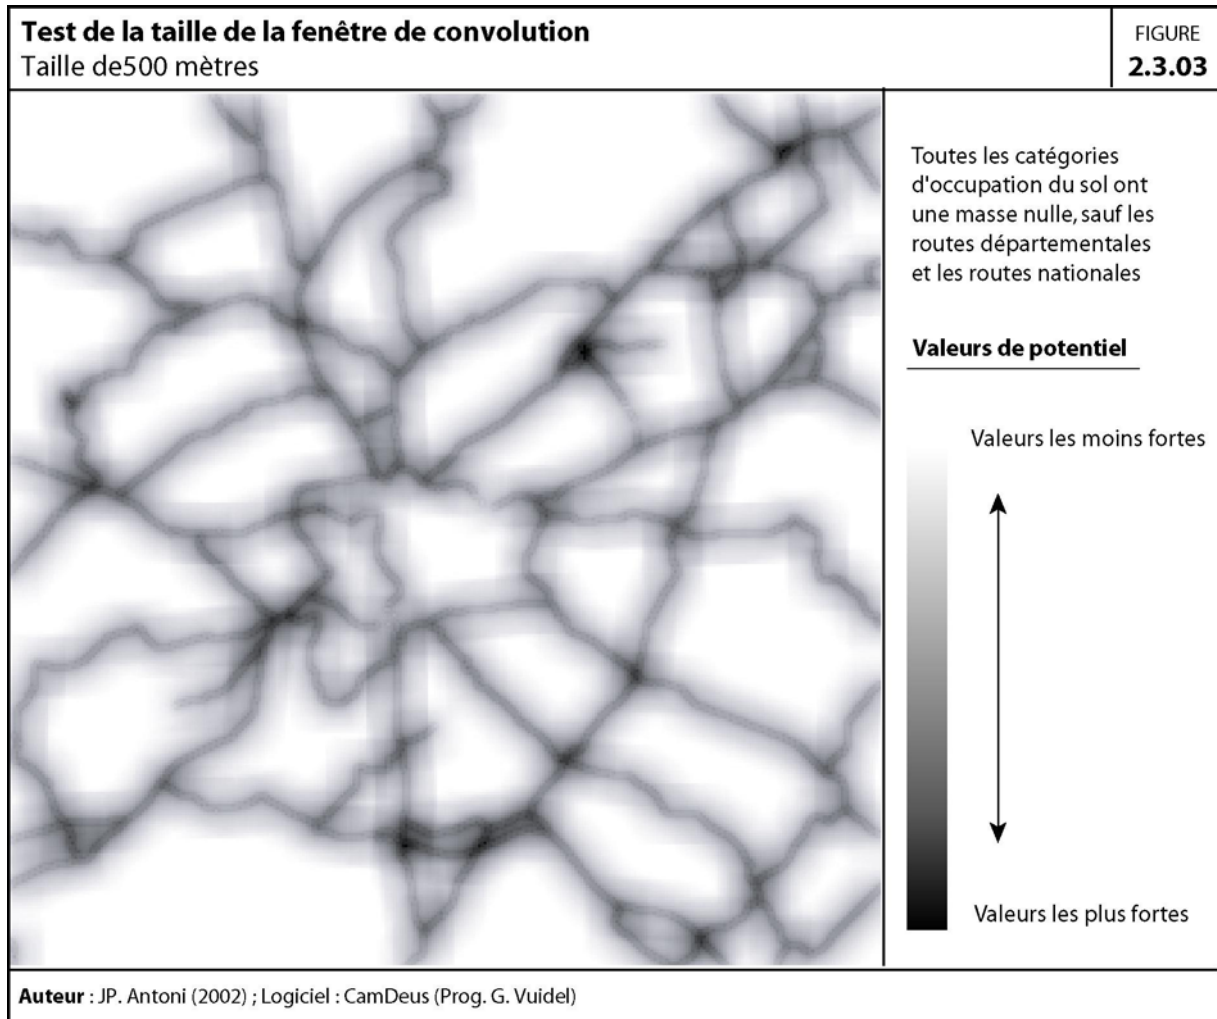 Test de la taille de la fenêtre de convolution
Taille de500 mètres
FIGURE
2.3.03
Toutes les catégories
d'occupation du sol ont
une masse nulle, sauf les
routes départementales
et les routes nationales
Valeurs de potentiel
Valeurs les moins fortes
Valeurs les plus fortes
Auteur : JP. Antoni (2002) ; Logiciel : CamDeus (Prog. G. Vuidel)